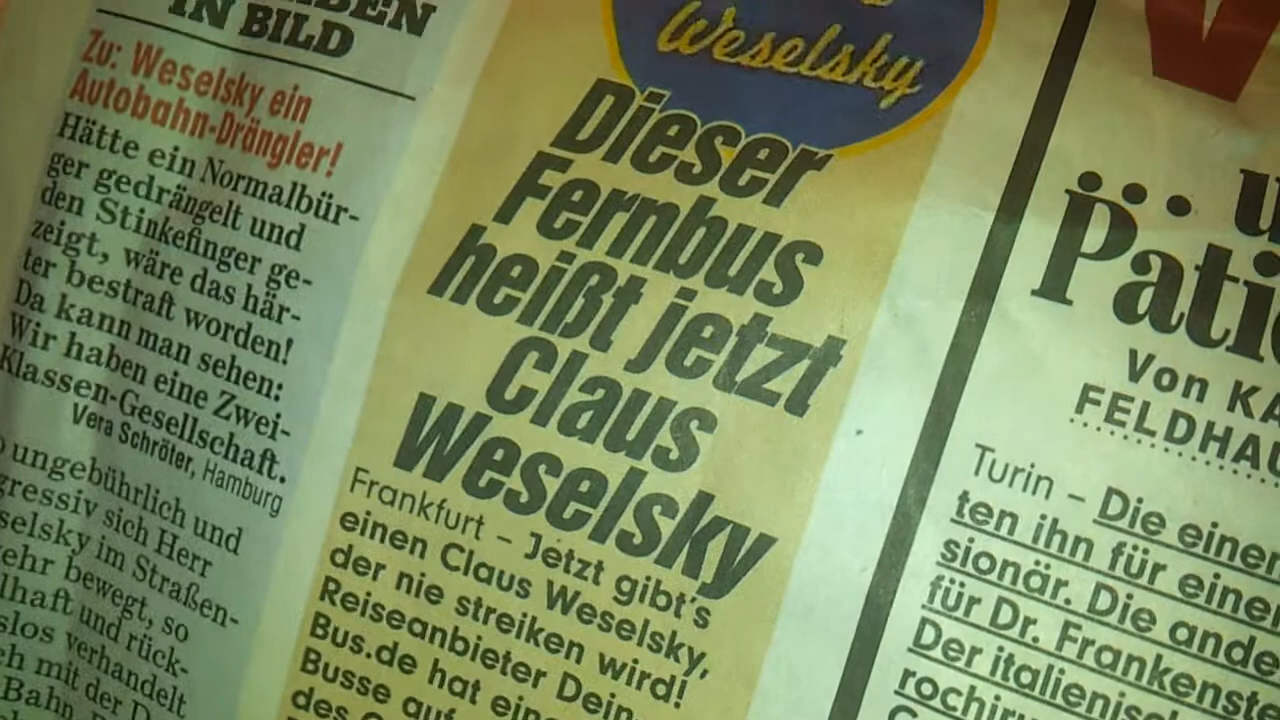 IN BILD
Zu: Weselsky ein
Autobahn-Drängler!
Hätte ein Normalbür-
ger gedrängelt und
den Stinkefinger ge-
zeigt, wäre das här-
ter bestraft worden!
Da kann man sehen:
Wir haben eine Zwei-
Klassen-Gesellschaft.
Vera Schröter, Hamburg
ungebührlich und
gressiv sich Herr
selsky im Straßen-
kehr bewegt, so
lhaft und rück-
slos verhandelt
ch mit der
Bahn
Weselsky
Dieser
Fernbus
heißt jetzt
Claus
Weselsky
Frankfurt – Jetzt gibt's
einen Claus Weselsky,
der nie streiken wird!
Reiseanbieter Dein
Bus.de hat eine
Busse auf
des
... u
Pati
Von KA
FELDHAU
Turin – Die einen
ten ihn für einen
sionär. Die ande
für Dr. Frankenste
Der italienisch
rochiru